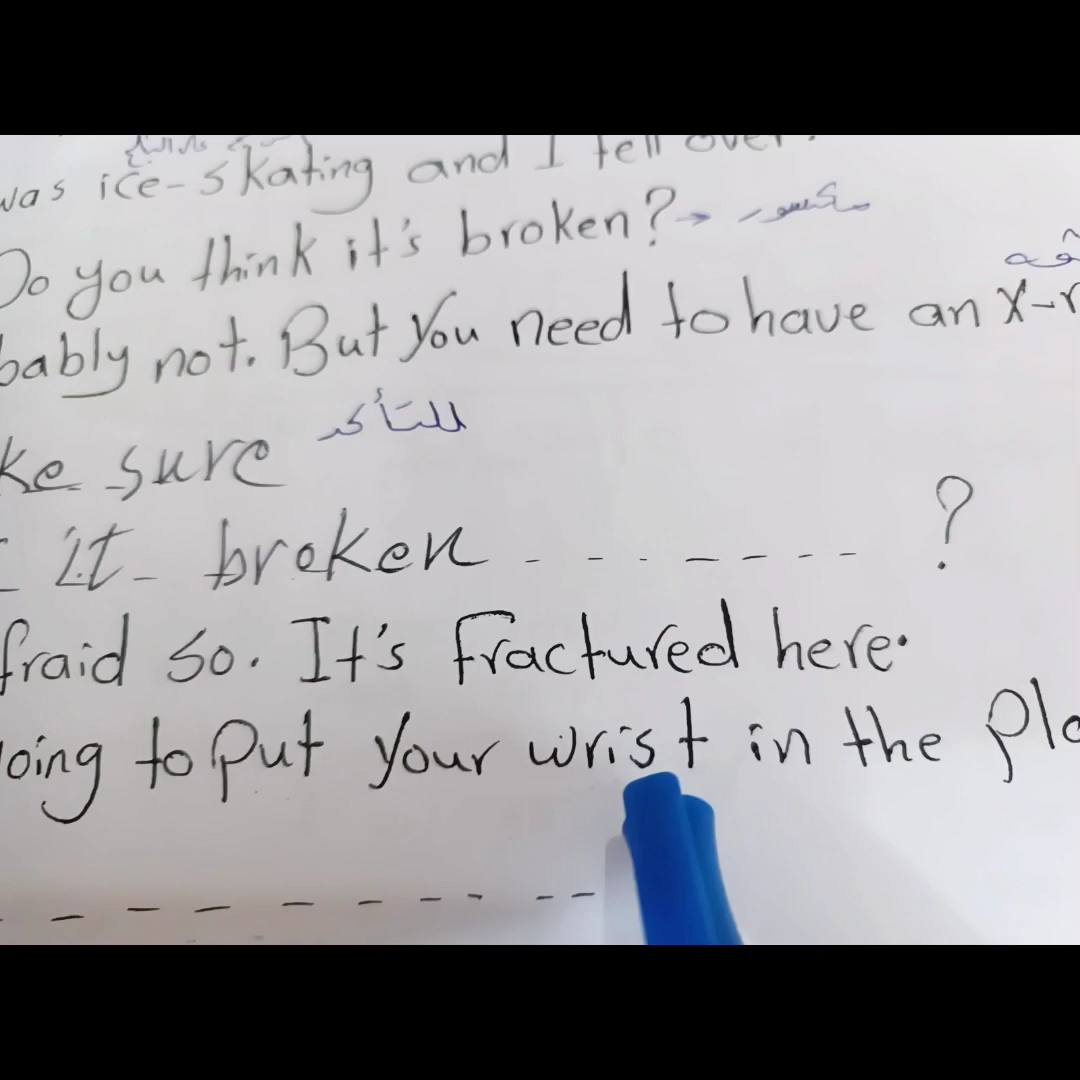 was ice-skating and I fell over.
Do you think it's broken? مكسور
bably not. But you need to have an X-r
ke sure للتأكد
it broken - - - - - - - ?
fraid so. It's fractured here.
oing to put your wrist in the pla